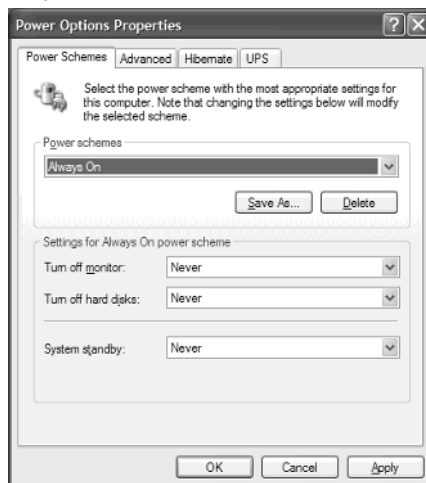 Power Options Properties
Power Schemes Advanced Hibernate UPS
Select the power scheme with the most appropriate settings for
this computer. Note that changing the settings below will modify
the selected scheme.
Power schemes
Always On
Save As... Delete
Settings for Always On power scheme
Turn off monitor: Never
Turn off hard disks: Never
System standby: Never
OK Cancel Apply